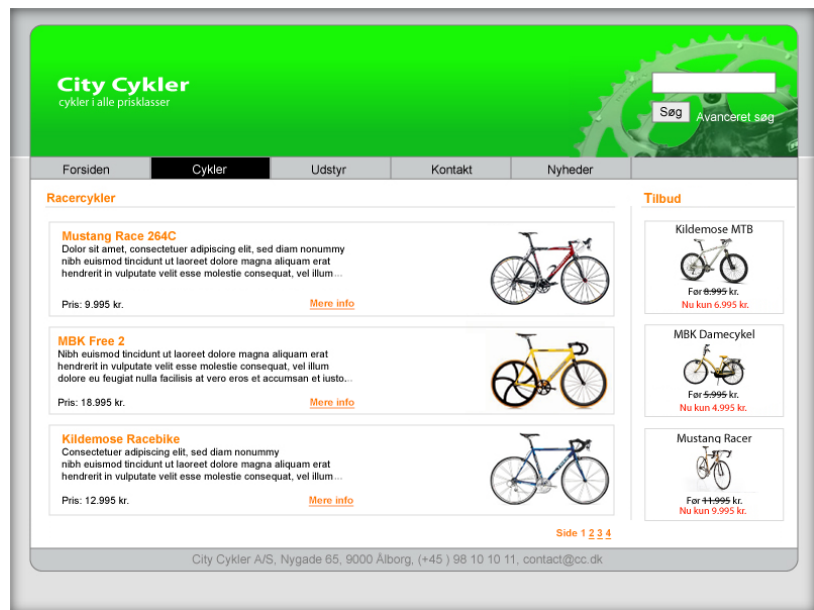 City Cykler
cykler i alle prisklasser
Søg Avanceret søg
Forsiden Cykler Udstyr Kontakt Nyheder
Racercykler
Mustang Race 264C
Dolor sit amet, consectetuer adipiscing elit, sed diam nonummy
nibh euismod tincidunt ut laoreet dolore magna aliquam erat
hendrerit in vulputate velit esse molestie consequat, vel illum ...
Pris: 9.995 kr. Mere info
MBK Free 2
Nibh euismod tincidunt ut laoreet dolore magna aliquam erat
hendrerit in vulputate velit esse molestie consequat, vel illum
dolore eu feugiat nulla facilisis at vero eros et accumsan et iusto...
Pris: 18.995 kr. Mere info
Kildemose Racebike
Consectetuer adipiscing elit, sed diam nonummy
nibh euismod tincidunt ut laoreet dolore magna aliquam erat
hendrerit in vulputate velit esse molestie consequat, vel illum ...
Pris: 12.995 kr. Mere info
Side 1 2 3 4
Tilbud
Kildemose MTB
Før 8.995 kr.
Nu kun 6.995 kr.
MBK Damecykel
Før 5.995 kr.
Nu kun 4.995 kr.
Mustang Racer
Før 11.995 kr.
Nu kun 9.995 kr.
City Cykler A/S, Nygade 65, 9000 Ålborg, (+45 ) 98 10 10 11, contact@cc.dk